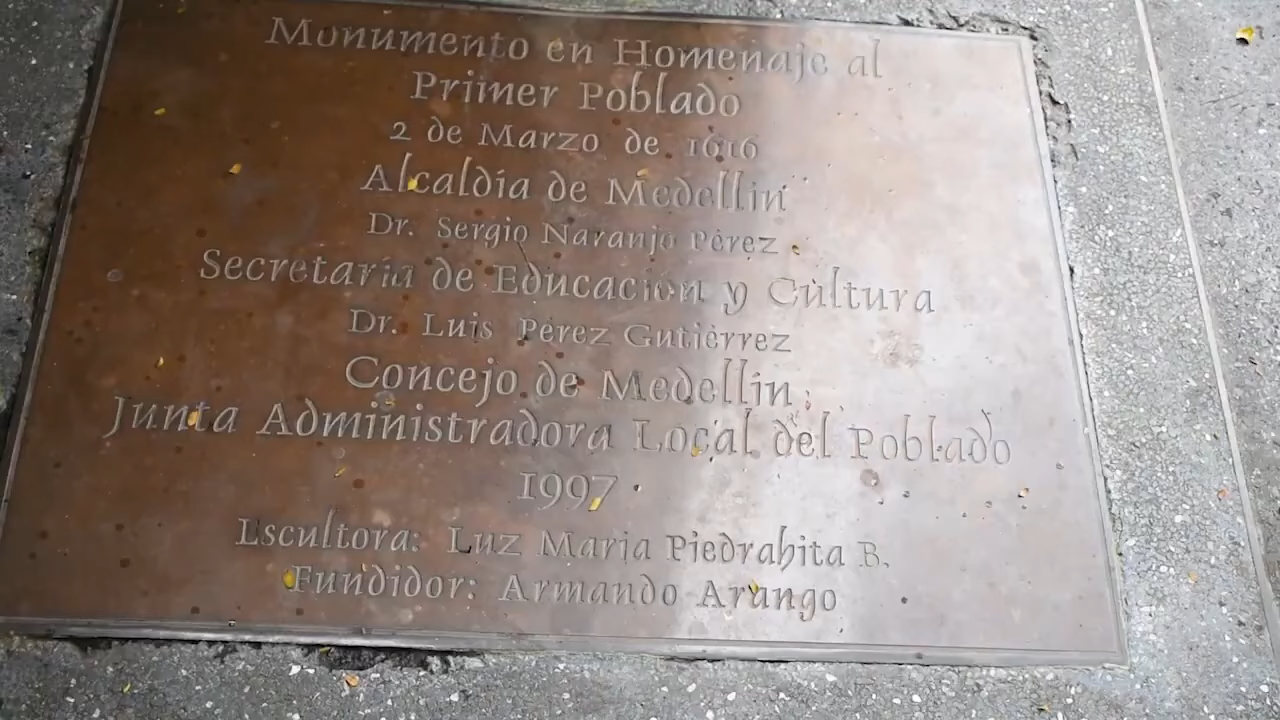 Monumento en Homenaje al
Primer Poblado
2 de Marzo de 1616
Alcaldía de Medellín
Dr. Sergio Naranjo Pérez
Secretaría de Educación y Cultura
Dr. Luis Pérez Gutiérrez
Concejo de Medellín
Junta Administradora Local del Poblado
1997
Escultora: Luz María Piedrahita B.
Fundidor: Armando Arango